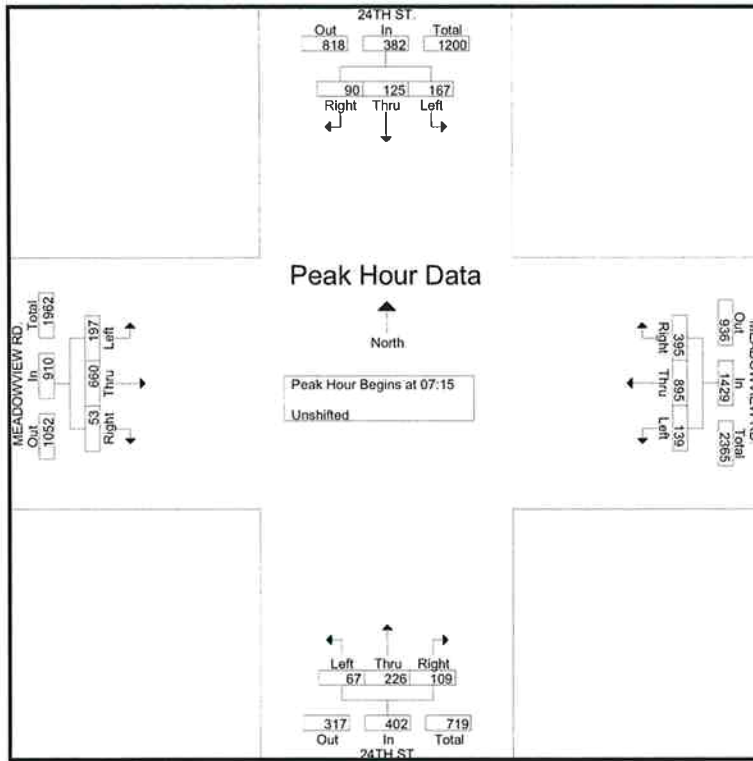 24TH ST.
Out In Total
818 382 1200
90 125 167
Right Thru Left
Peak Hour Data
North
Peak Hour Begins at 07:15
Unshifted
MEADOWVIEW RD.
Total In Out
1962 910 1052
197 660 53
Left Thru Right
395 895 139
Right Thru Left
936 1429 2365
Out In Total
MEADOWVIEW RD.
Left Thru Right
67 226 109
317 402 719
Out In Total
24TH ST.